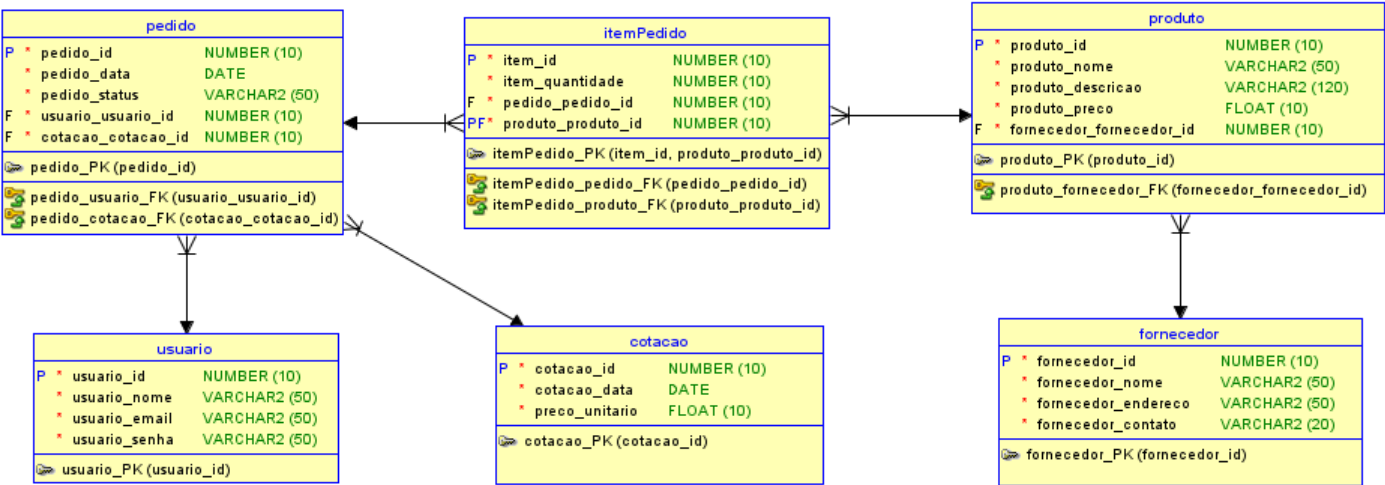 pedido
P * pedido_id NUMBER (10)
* pedido_data DATE
* pedido_status VARCHAR2 (50)
F * usuario_usuario_id NUMBER (10)
F * cotacao_cotacao_id NUMBER (10)
pedido_PK (pedido_id)
pedido_usuario_FK (usuario_usuario_id)
pedido_cotacao_FK (cotacao_cotacao_id)
itemPedido
P * item_id NUMBER (10)
* item_quantidade NUMBER (10)
F * pedido_pedido_id NUMBER (10)
PF* produto_produto_id NUMBER (10)
itemPedido_PK (item_id, produto_produto_id)
itemPedido_pedido_FK (pedido_pedido_id)
itemPedido_produto_FK (produto_produto_id)
produto
P * produto_id NUMBER (10)
* produto_nome VARCHAR2 (50)
* produto_descricao VARCHAR2 (120)
* produto_preco FLOAT (10)
F * fornecedor_fornecedor_id NUMBER (10)
produto_PK (produto_id)
produto_fornecedor_FK (fornecedor_fornecedor_id)
usuario
P * usuario_id NUMBER (10)
* usuario_nome VARCHAR2 (50)
* usuario_email VARCHAR2 (50)
* usuario_senha VARCHAR2 (50)
usuario_PK (usuario_id)
cotacao
P * cotacao_id NUMBER (10)
* cotacao_data DATE
* preco_unitario FLOAT (10)
cotacao_PK (cotacao_id)
fornecedor
P * fornecedor_id NUMBER (10)
* fornecedor_nome VARCHAR2 (50)
* fornecedor_endereco VARCHAR2 (50)
* fornecedor_contato VARCHAR2 (20)
fornecedor_PK (fornecedor_id)